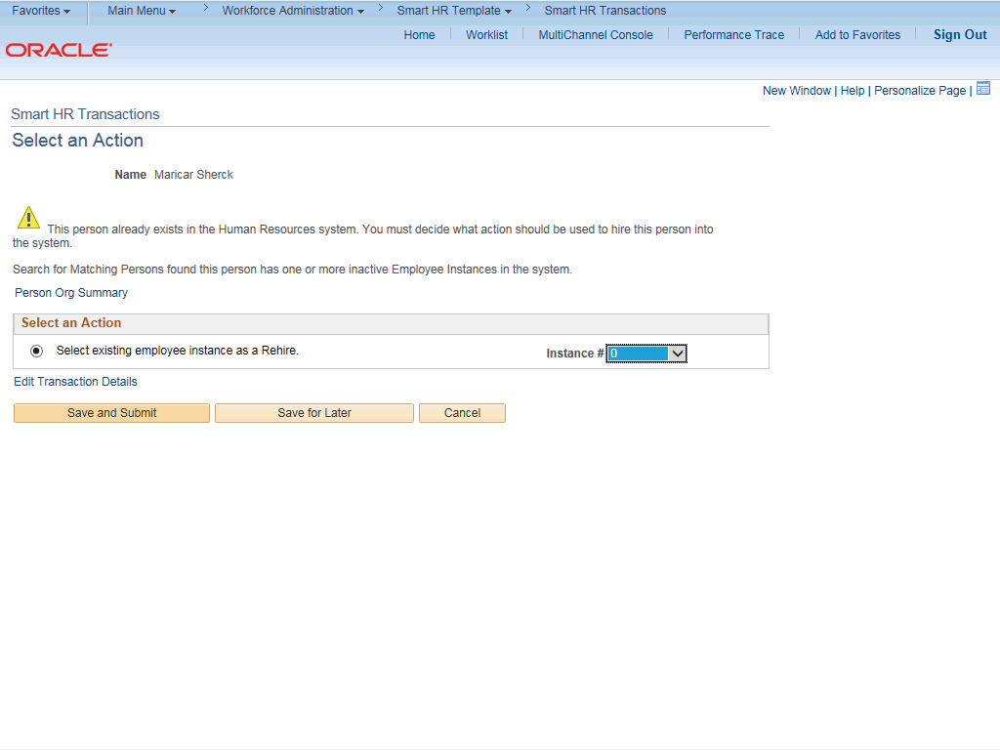 Favorites Main Menu > Workforce Administration > Smart HR Template > Smart HR Transactions
Home Worklist MultiChannel Console Performance Trace Add to Favorites Sign Out
ORACLE
New Window | Help | Personalize Page |
Smart HR Transactions
Select an Action
Name Maricar Sherck
This person already exists in the Human Resources system. You must decide what action should be used to hire this person into
the system.
Search for Matching Persons found this person has one or more inactive Employee Instances in the system.
Person Org Summary
Select an Action
Select existing employee instance as a Rehire. Instance # 0
Edit Transaction Details
Save and Submit Save for Later Cancel